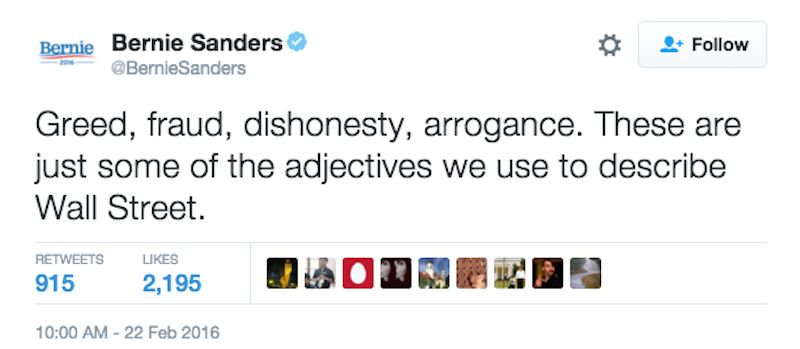 Bernie
2016
Bernie Sanders
@BernieSanders
Follow
Greed, fraud, dishonesty, arrogance. These are
just some of the adjectives we use to describe
Wall Street.
RETWEETS LIKES
915 2,195
10:00 AM - 22 Feb 2016